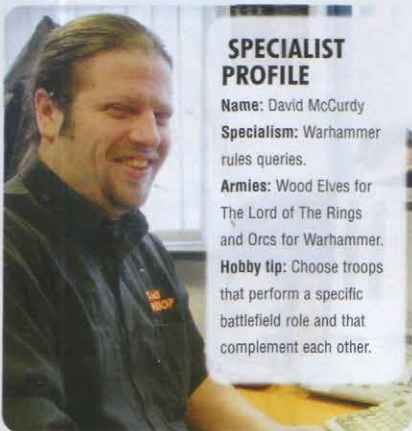 SPECIALIST
PROFILE
Name: David McCurdy
Specialism: Warhammer
rules queries.
Armies: Wood Elves for
The Lord of The Rings
and Orcs for Warhammer.
Hobby tip: Choose troops
that perform a specific
battlefield role and that
complement each other.